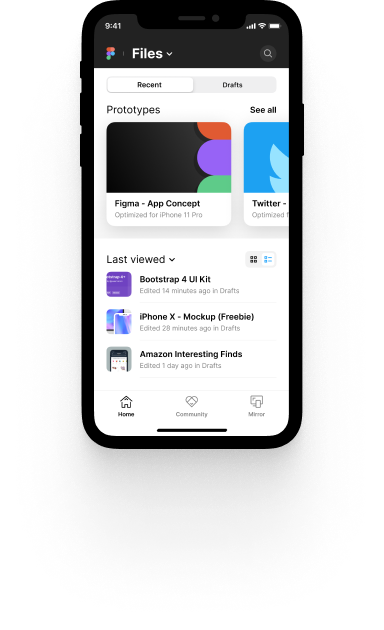 9:41
Files
Recent
Drafts
Prototypes
See all
Figma - App Concept
Optimized for iPhone 11 Pro
Twitter -
Optimized f
Last viewed
Bootstrap 4 UI Kit
Edited 14 minutes ago in Drafts
iPhone X - Mockup (Freebie)
Edited 28 minutes ago in Drafts
Amazon Interesting Finds
Edited 1 day ago in Drafts
Home
Community
Mirror